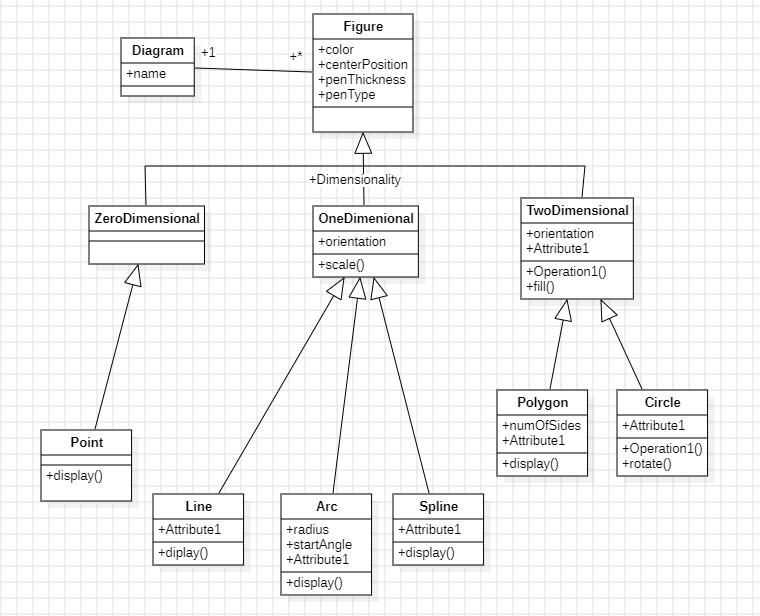 Figure
+color
+centerPosition
+penThickness
+penType
Diagram
+name
+1
+*
+Dimensionality
ZeroDimensional
OneDimenional
+orientation
+scale()
TwoDimensional
+orientation
+Attribute1
+Operation1()
+fill()
Point
+display()
Line
+Attribute1
+diplay()
Arc
+radius
+startAngle
+Attribute1
+display()
Spline
+Attribute1
+display()
Polygon
+numOfSides
+Attribute1
+display()
Circle
+Attribute1
+Operation1()
+rotate()